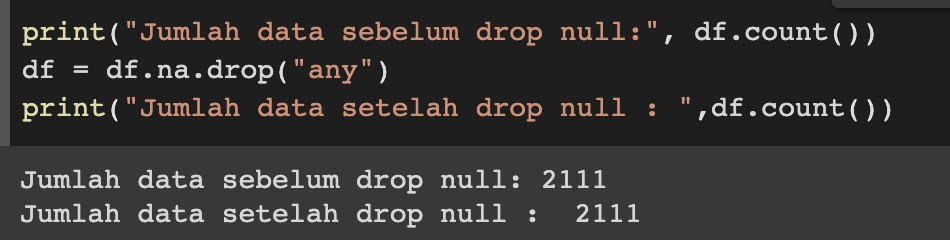 print("Jumlah data sebelum drop null:", df.count())
df = df.na.drop("any")
print("Jumlah data setelah drop null : ",df.count())
Jumlah data sebelum drop null: 2111
Jumlah data setelah drop null :  2111